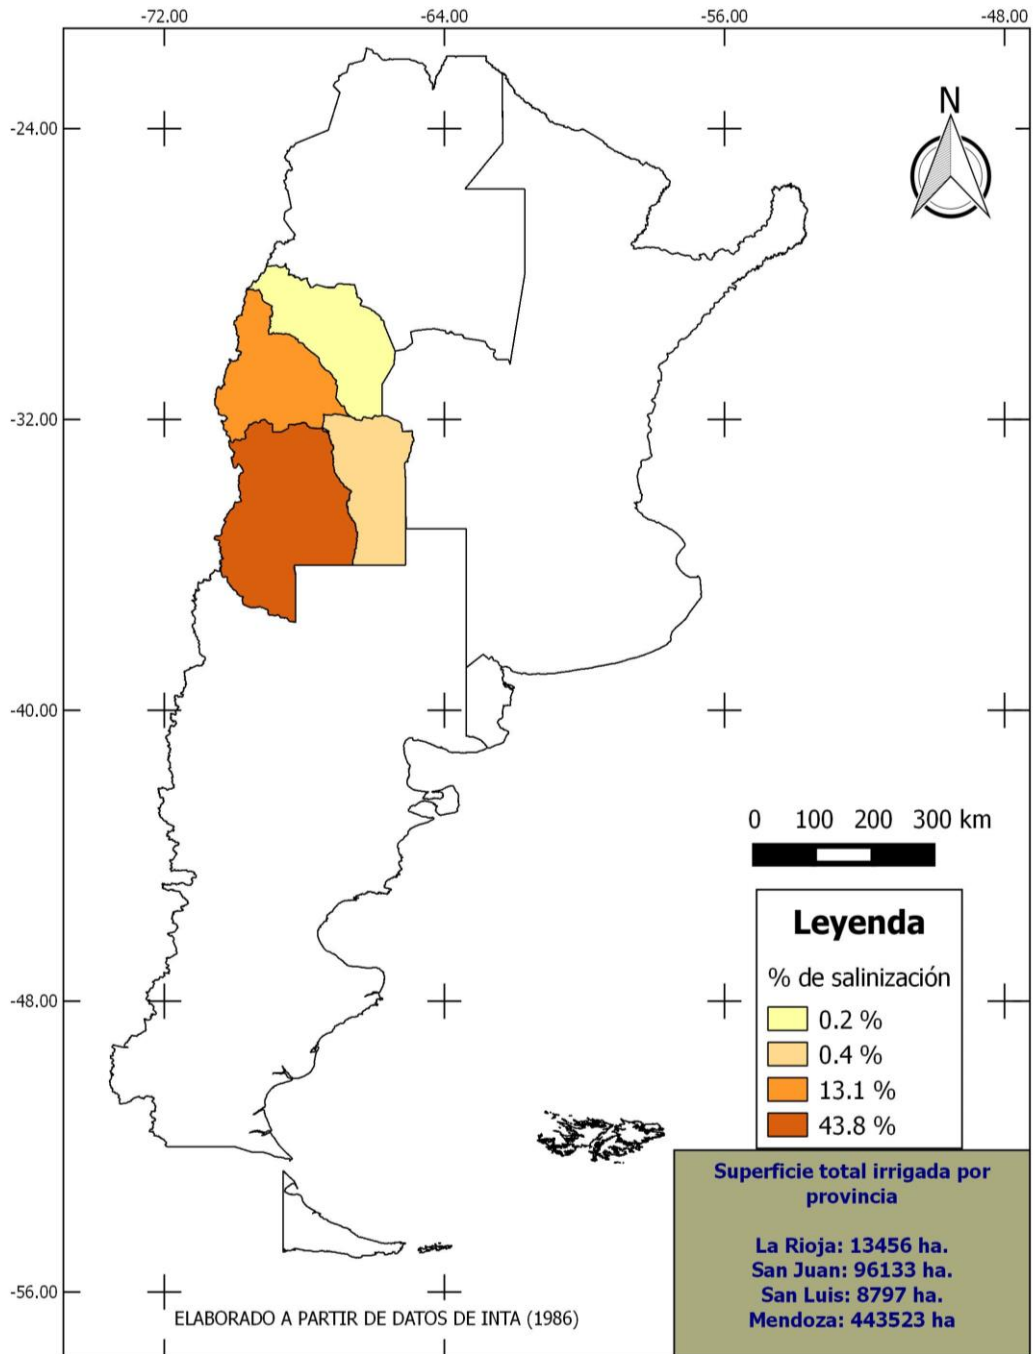 -72.00 -64.00 -56.00 -48.00
N
-24.00
-32.00
-40.00
0 100 200 300 km
Leyenda
% de salinización
-48.00
0.2 %
0.4 %
13.1 %
43.8 %
Superficie total irrigada por
provincia
La Rioja: 13456 ha.
San Juan: 96133 ha.
San Luis: 8797 ha.
Mendoza: 443523 ha
-56.00
ELABORADO A PARTIR DE DATOS DE INTA (1986)